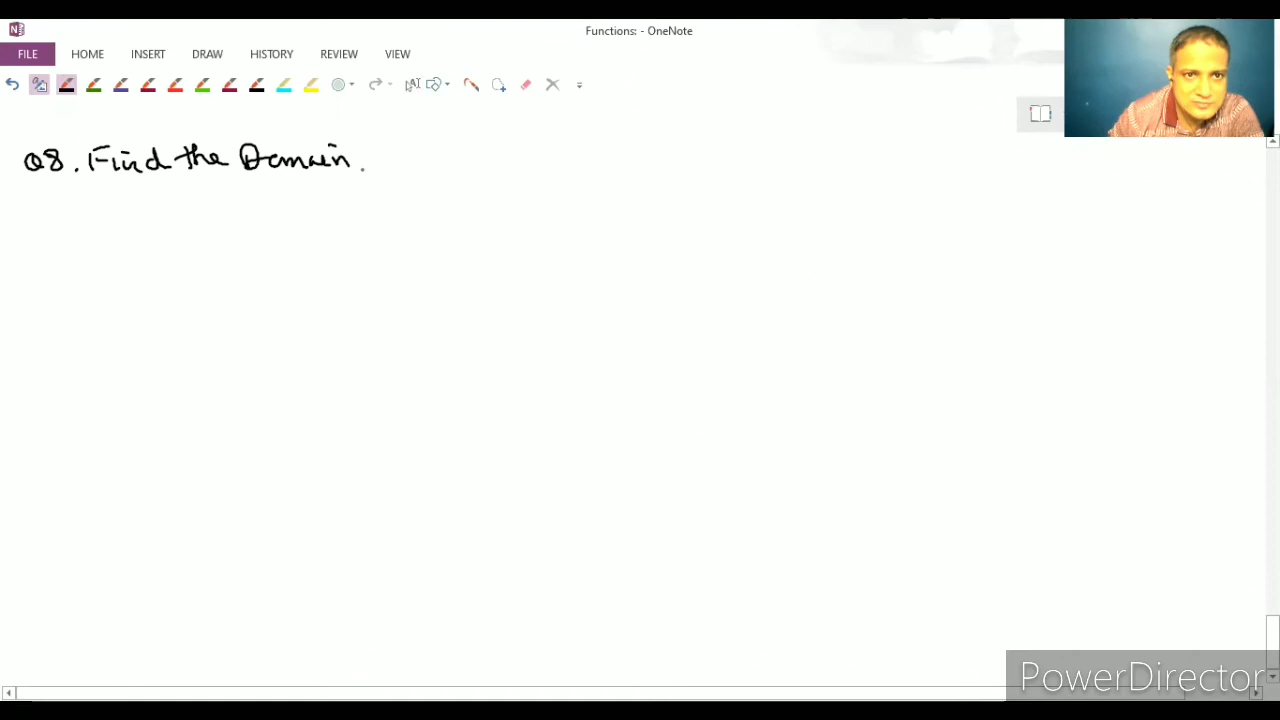 Functions: - OneNote
FILE HOME INSERT DRAW HISTORY REVIEW VIEW
Q8. Find the Domain.
PowerDirector